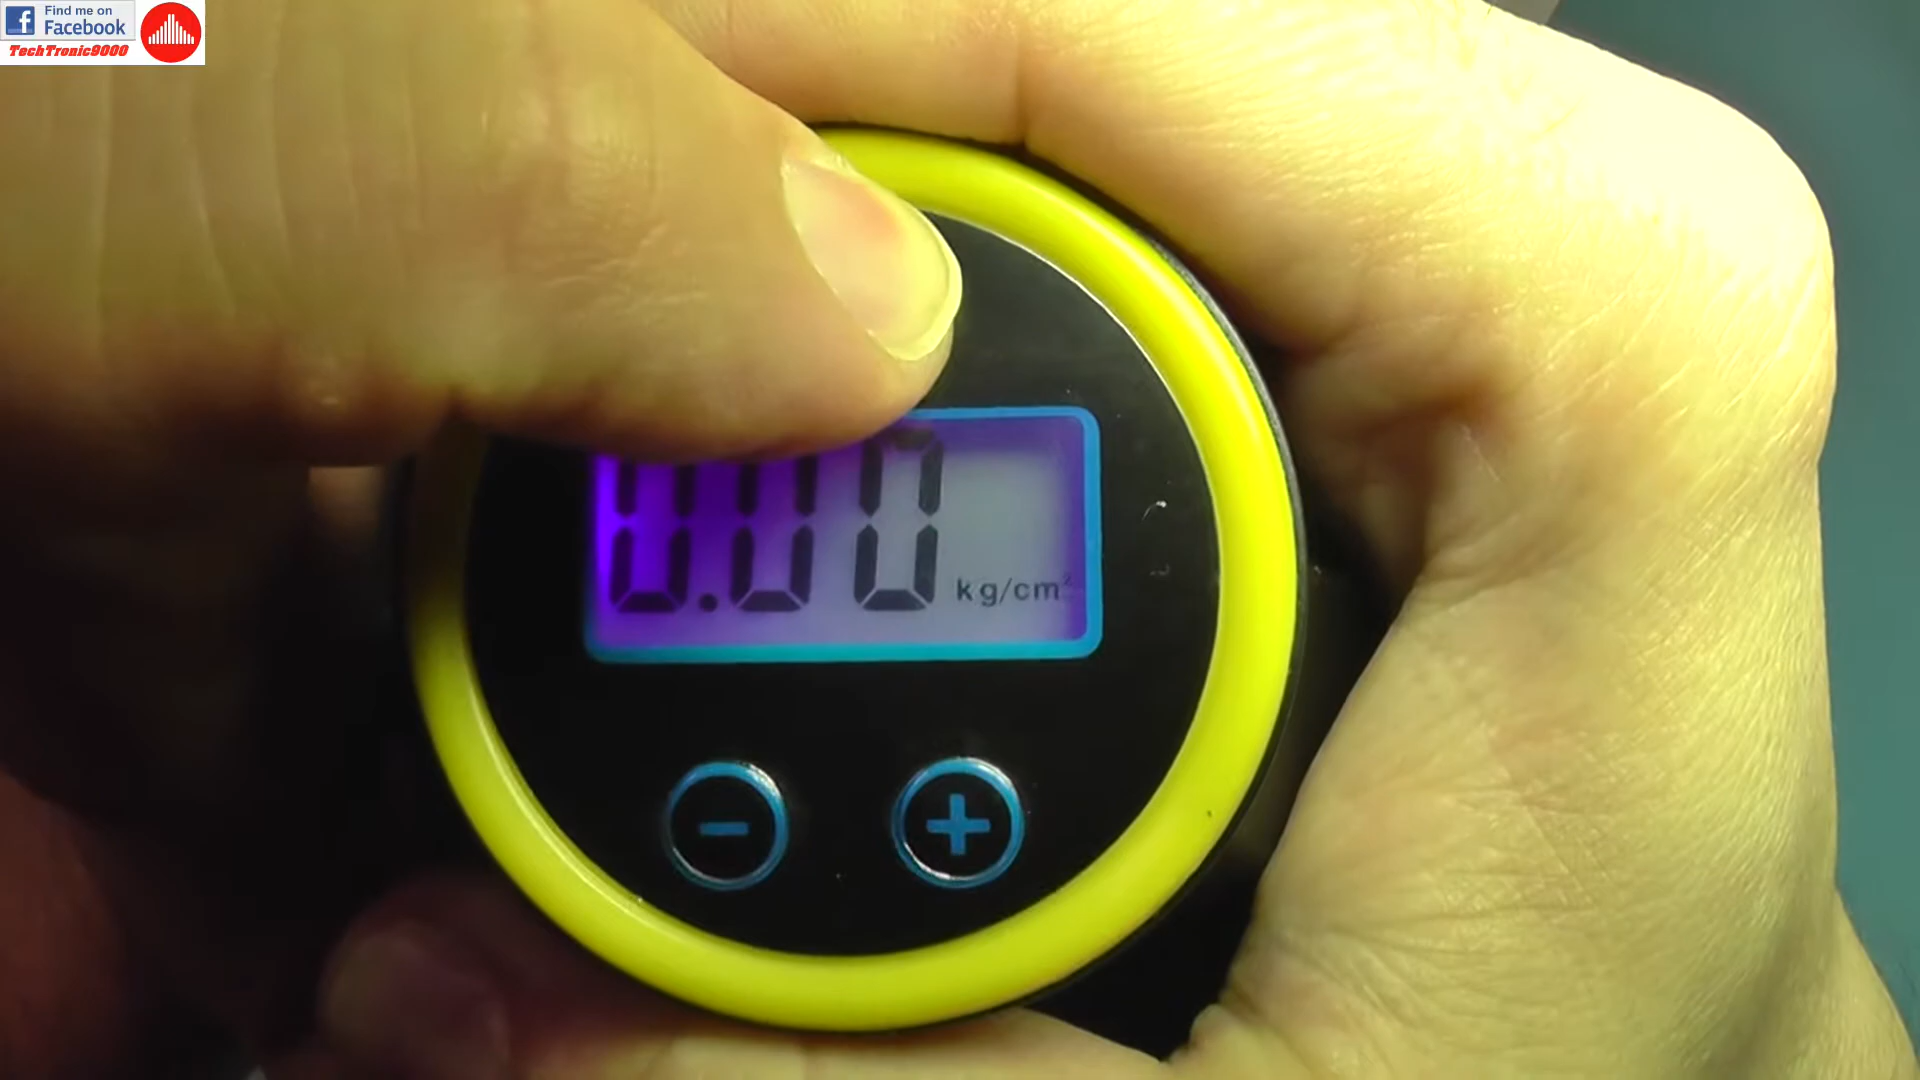 Find me on
Facebook
TechTronic9000
0.00 kg/cm²
- +